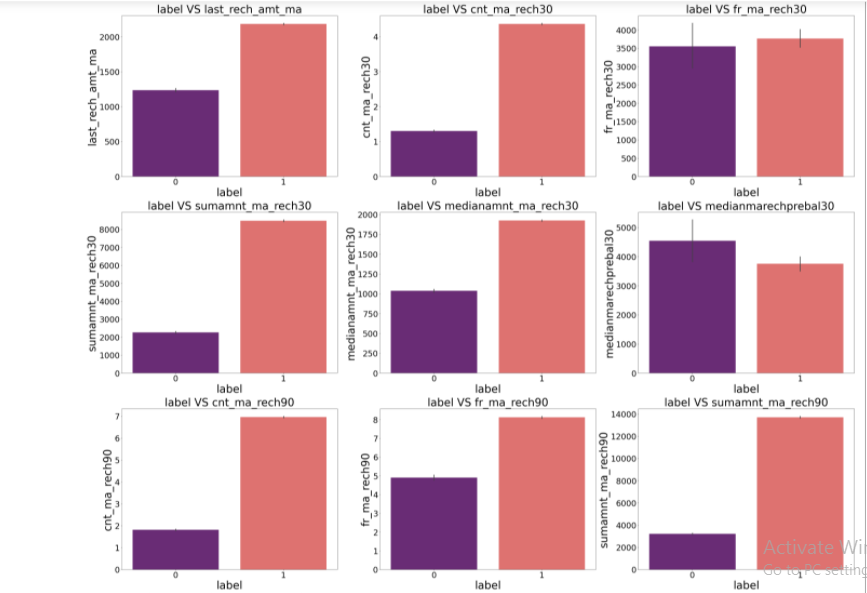 label VS last_rech_amt_ma
label VS cnt_ma_rech30
label VS fr_ma_rech30
last_rech_amt_ma
2000
1500
1000
500
0
0 1
label
cnt_ma_rech30
4
3
2
1
0
0 1
label
fr_ma_rech30
4000
3500
3000
2500
2000
1500
1000
500
0
0 1
label
label VS sumamnt_ma_rech30
label VS medianamnt_ma_rech30
label VS medianmarechprebal30
sumamnt_ma_rech30
8000
7000
6000
5000
4000
3000
2000
1000
0
0 1
label
medianamnt_ma_rech30
2000
1750
1500
1250
1000
750
500
250
0
0 1
label
medianmarechprebal30
5000
4000
3000
2000
1000
0
0 1
label
label VS cnt_ma_rech90
label VS fr_ma_rech90
label VS sumamnt_ma_rech90
cnt_ma_rech90
7
6
5
4
3
2
1
0
0 1
label
fr_ma_rech90
8
7
6
5
4
3
2
1
0
0 1
label
sumamnt_ma_rech90
14000
12000
10000
8000
6000
4000
2000
0
0 1
label
Activate Wi
Go to PC setting